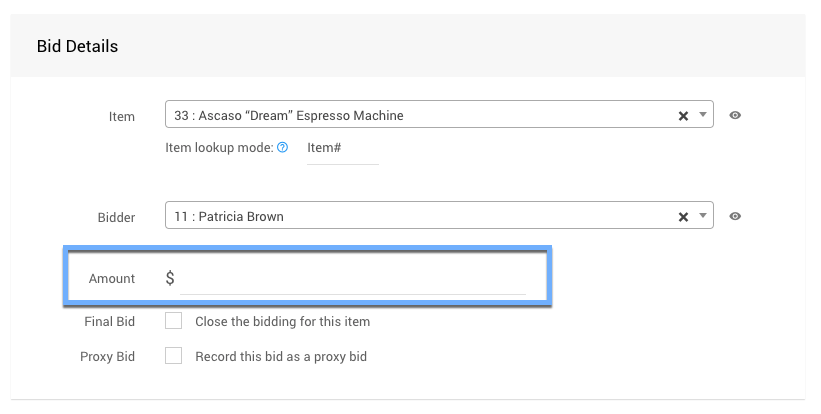 Bid Details
Item 33 : Ascaso “Dream” Espresso Machine
Item lookup mode: Item#
Bidder 11 : Patricia Brown
Amount $
Final Bid Close the bidding for this item
Proxy Bid Record this bid as a proxy bid